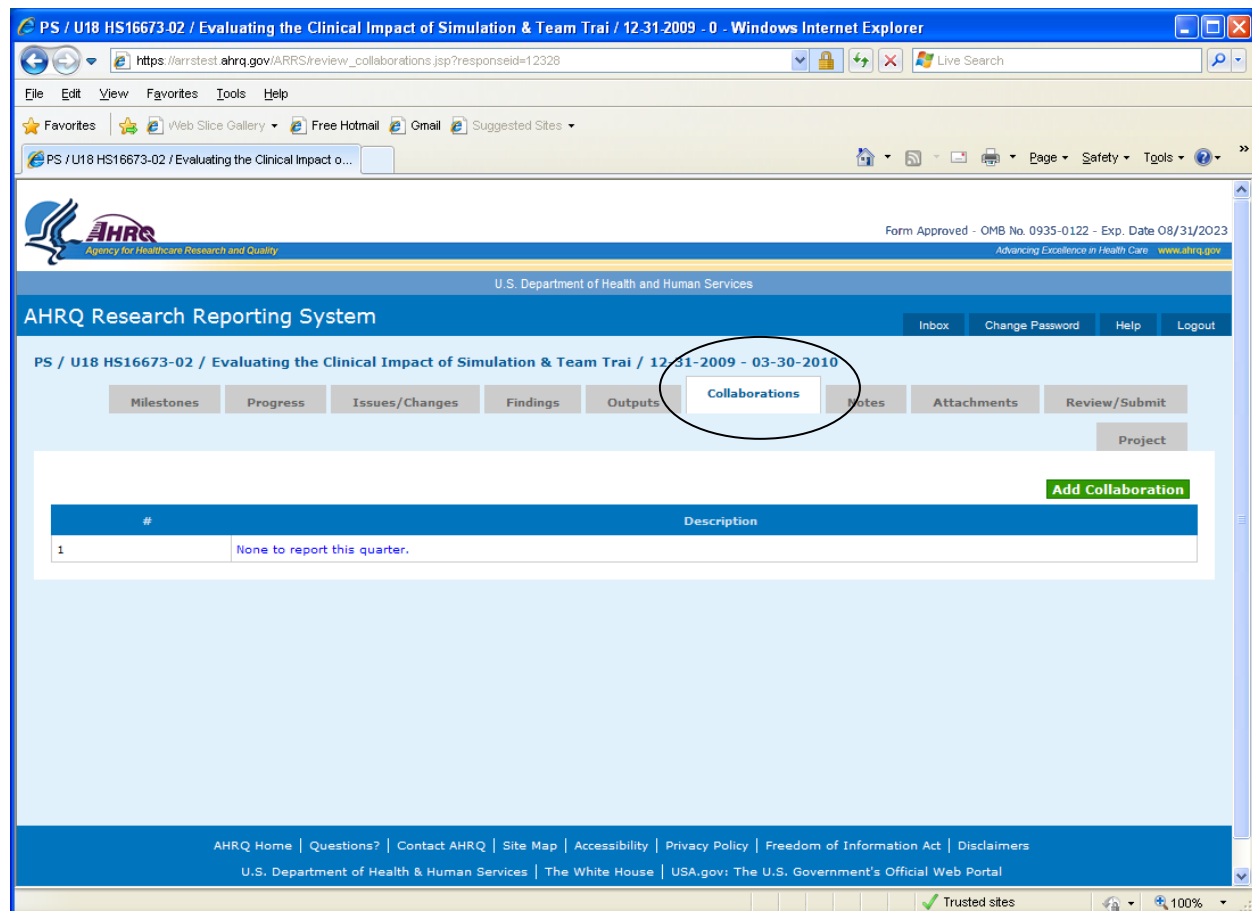 PS / U18 HS16673-02 / Evaluating the Clinical Impact of Simulation & Team Trai / 12-31-2009 - 0 - Windows Internet Explorer
https://arrstest.ahrq.gov/ARRS/review_collaborations.jsp?responseid=12328
Live Search
File Edit View Favorites Tools Help
Favorites Web Slice Gallery Free Hotmail Gmail Suggested Sites
PS / U18 HS16673-02 / Evaluating the Clinical Impact o... Page Safety Tools »
AHRQ
Agency for Healthcare Research and Quality
Form Approved - OMB No. 0935-0122 - Exp. Date 08/31/2023
Advancing Excellence in Health Care www.ahrq.gov
U.S. Department of Health and Human Services
AHRQ Research Reporting System
Inbox Change Password Help Logout
PS / U18 HS16673-02 / Evaluating the Clinical Impact of Simulation & Team Trai / 12-31-2009 - 03-30-2010
Milestones Progress Issues/Changes Findings Outputs Collaborations Notes Attachments Review/Submit
Project
Add Collaboration
# Description
1 None to report this quarter.
AHRQ Home | Questions? | Contact AHRQ | Site Map | Accessibility | Privacy Policy | Freedom of Information Act | Disclaimers
U.S. Department of Health & Human Services | The White House | USA.gov: The U.S. Government's Official Web Portal
Trusted sites 100%